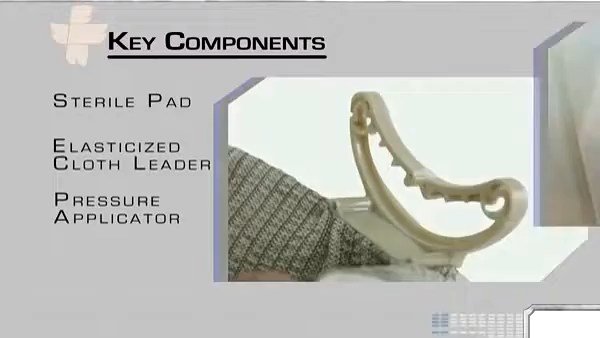 KEY COMPONENTS
STERILE PAD
ELASTICIZED
CLOTH LEADER
PRESSURE
APPLICATOR